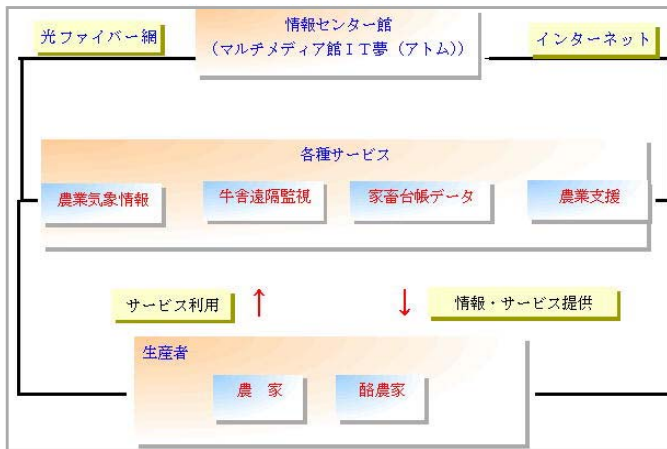 情報センター館
光ファイバー網
(マルチメディア館IT夢(アトム))
インターネット
各種サービス
農業気象情報
牛舎遠隔監視
家畜台帳データ
農業支援
サービス利用
↑
↓
情報・サービス提供
生産者
農　家
酪農家